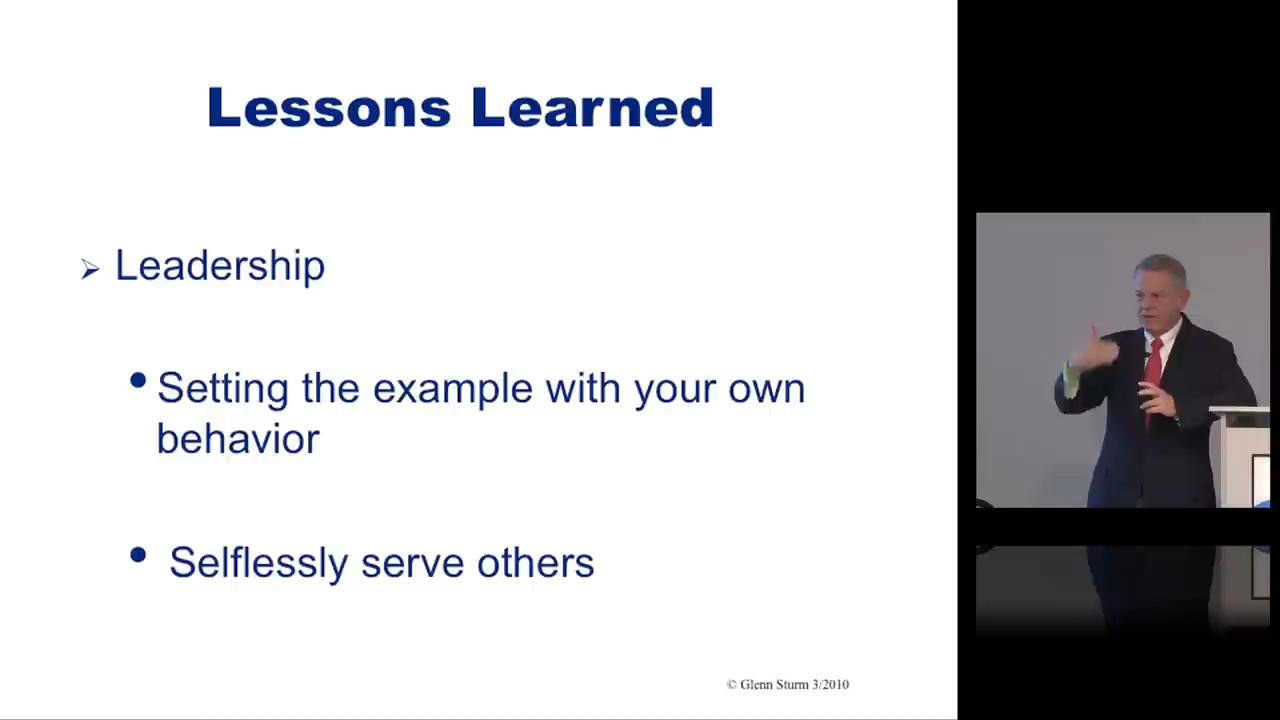 Lessons Learned
➢ Leadership
• Setting the example with your own
behavior
• Selflessly serve others
© Glenn Sturm 3/2010